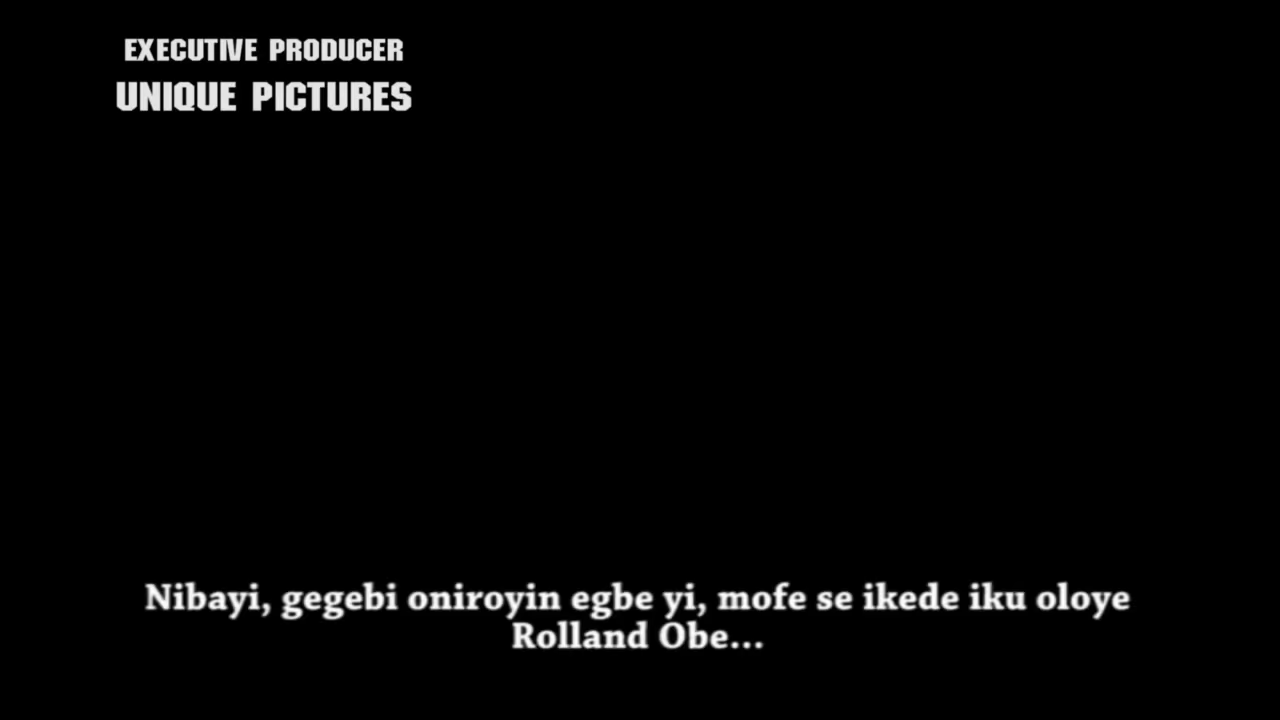 EXECUTIVE PRODUCER
UNIQUE PICTURES
Nibayi, gegebi oniroyin egbe yi, mofe se ikede iku oloye
Rolland Obe...